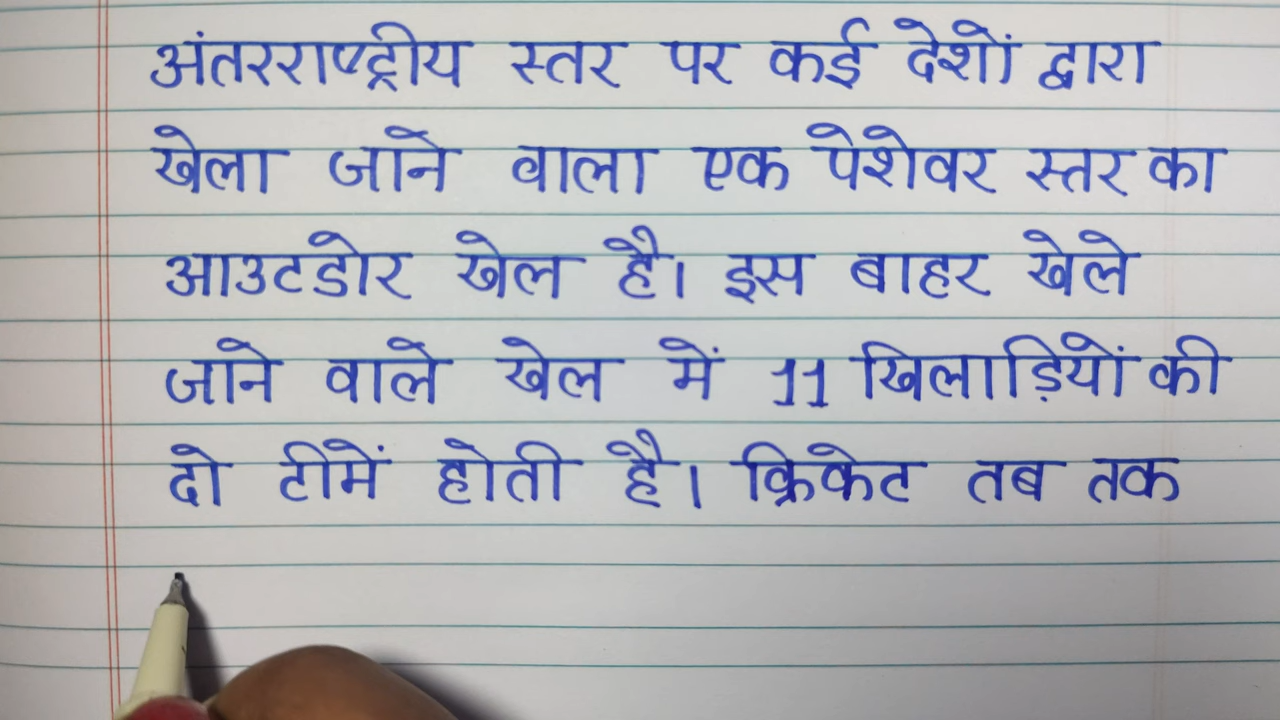 अंतरराष्ट्रीय स्तर पर कई देशों द्वारा
खेला जाने वाला एक पेशेवर स्तर का
आउटडोर खेल है। इस बाहर खेले
जाने वाले खेल में 11 खिलाड़ियों की
दो टीमें होती है। क्रिकेट तब तक